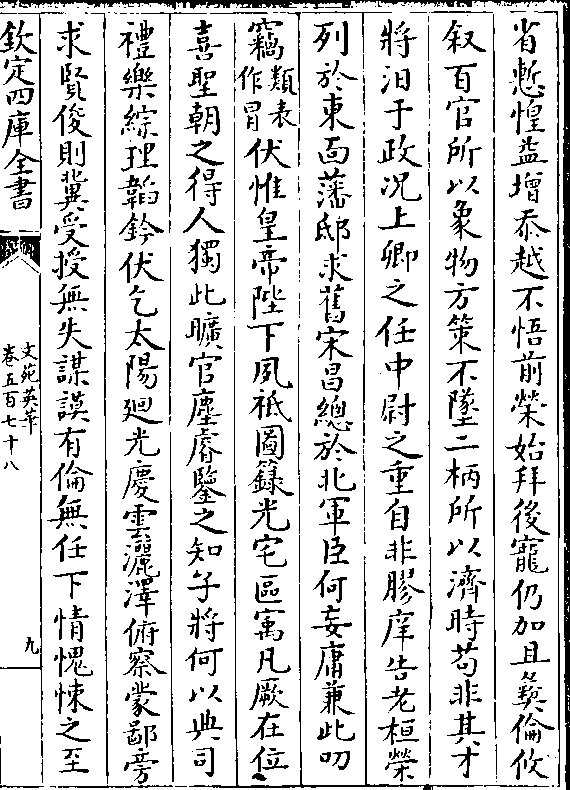 省慙惶益增忝越不悟前榮始拜後寵仍加且彝倫攸
叙百官所以象物方策不墜二柄所以濟時苟非其才
將汨于政况上卿之任中尉之重自非膠庠告老桓榮
列於東面藩邸求舊宋昌總於北軍臣何妄庸兼此叨
竊類表作冒伏惟皇帝陛下夙祗圖籙光宅區㝢凡厥在位
喜聖朝之得人獨此曠官塵睿鑒之知乎將何以典司
禮樂綜理韜鈐伏乞太陽廻光慶雲灑澤俯察蒙鄙旁
求賢俊則冀受授無失謀謨有倫無任下情愧悚之至
欽定四庫全書
文苑英華
卷五百七十八
九